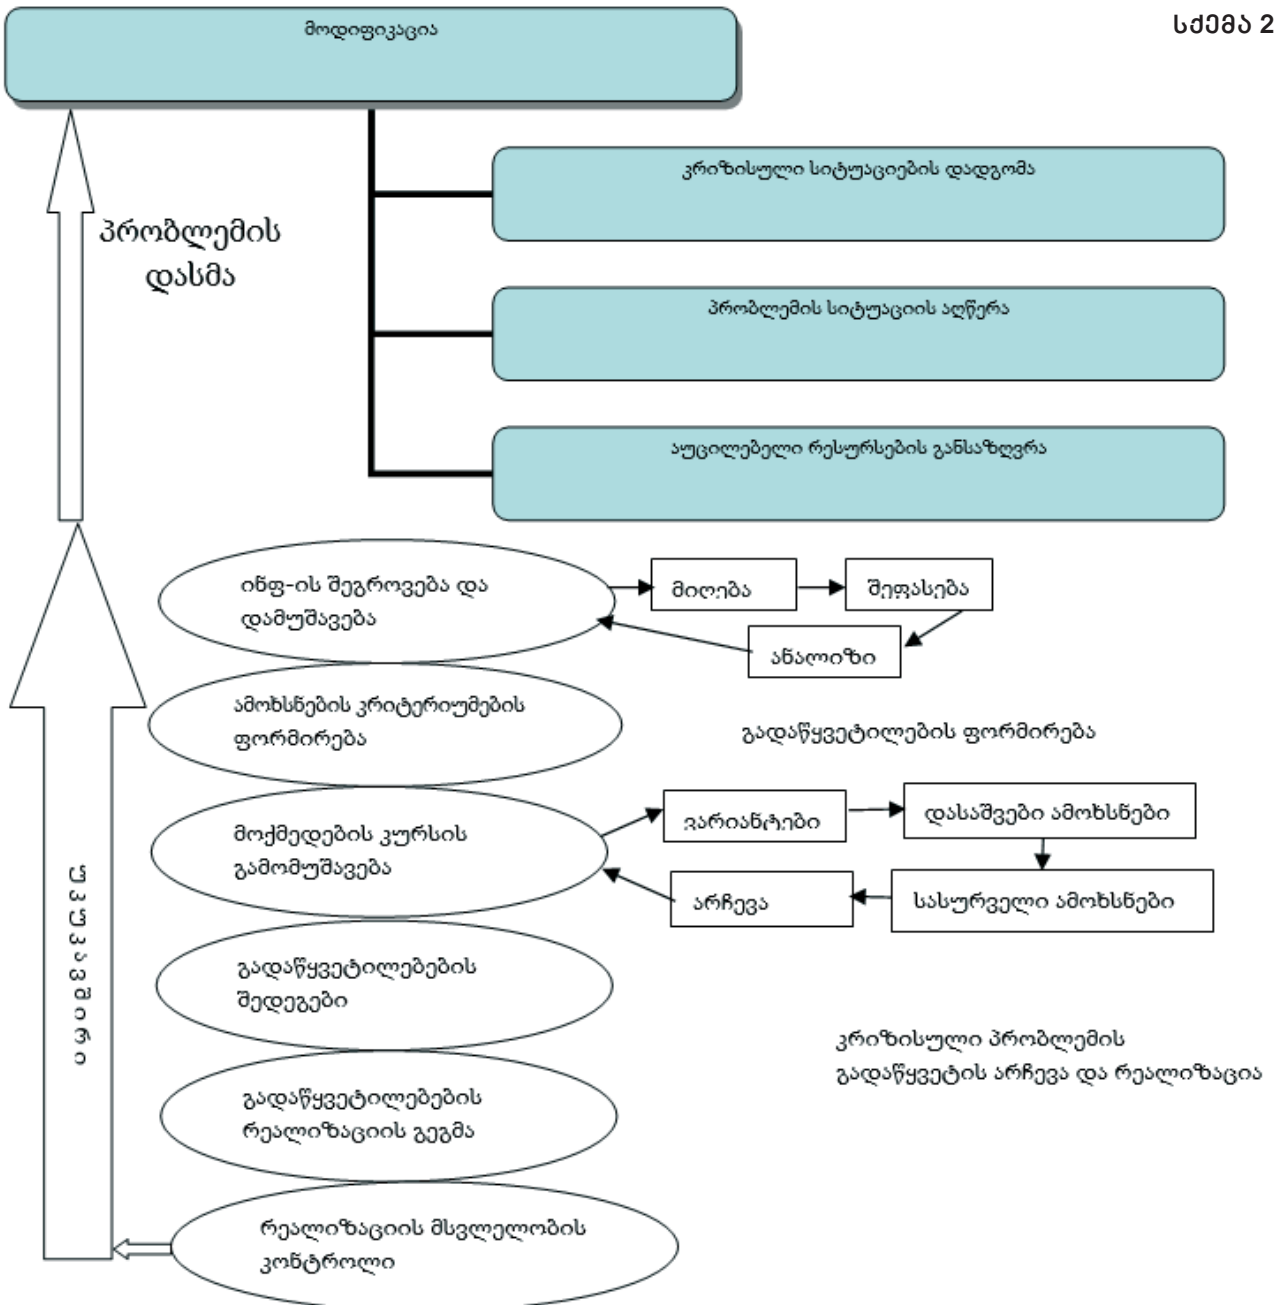 სქემა 2
მოდიფიკაცია
კრიზისული სიტუაციების დადგომა
პრობლემის
დასმა
პრობლემის სიტუაციის აღწერა
აუცილებელი რესურსების განსაზღვრა
ინფ-ის შეგროვება და
დამუშავება
მიღება
შეფასება
ანალიზი
ამოხსნების კრიტერიუმების
ფორმირება
გადაწყვეტილების ფორმირება
მოქმედების კურსის
გამომუშავება
ვარიანტები
დასაშვები ამოხსნები
არჩევა
სასურველი ამოხსნები
უკუკავშირი
გადაწყვეტილებების
შედეგები
კრიზისული პრობლემის
გადაწყვეტის არჩევა და რეალიზაცია
გადაწყვეტილებების
რეალიზაციის გეგმა
რეალიზაციის მსვლელობის
კონტროლი